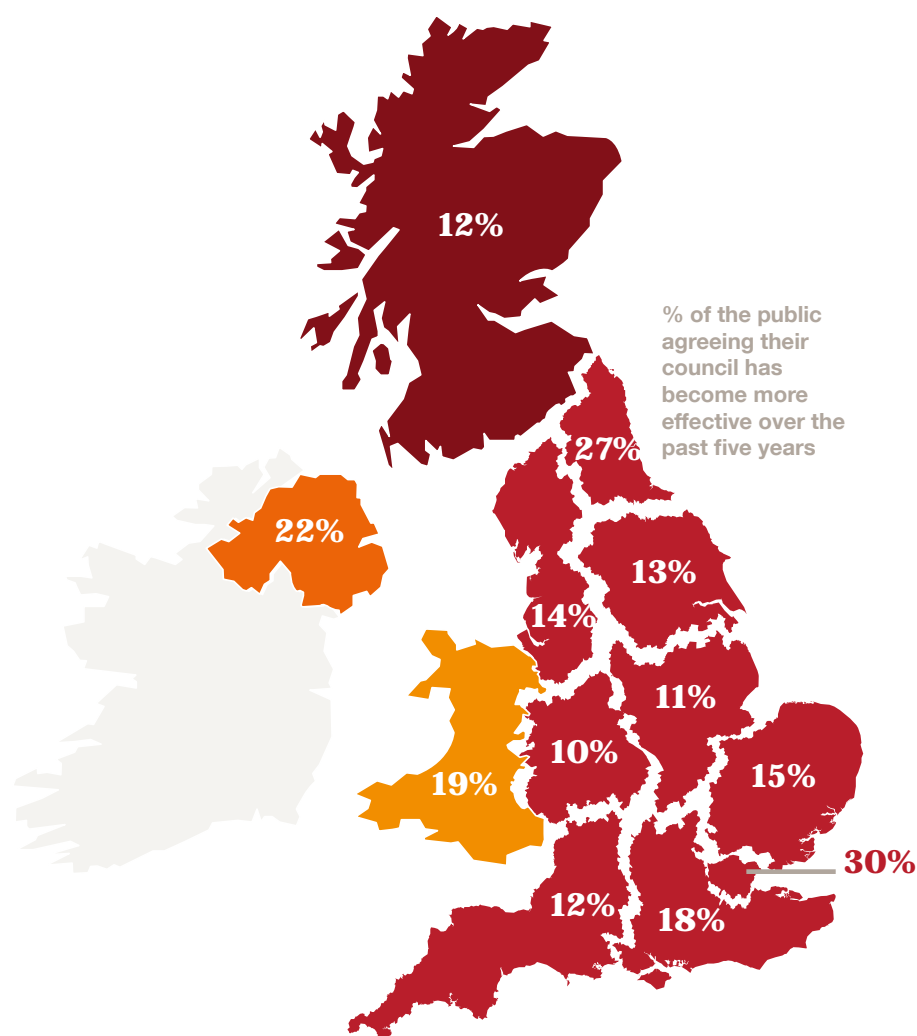 12%
% of the public
agreeing their
council has
become more
effective over the
past five years
27%
22%
13%
14%
11%
10%
19%
15%
30%
12%
18%